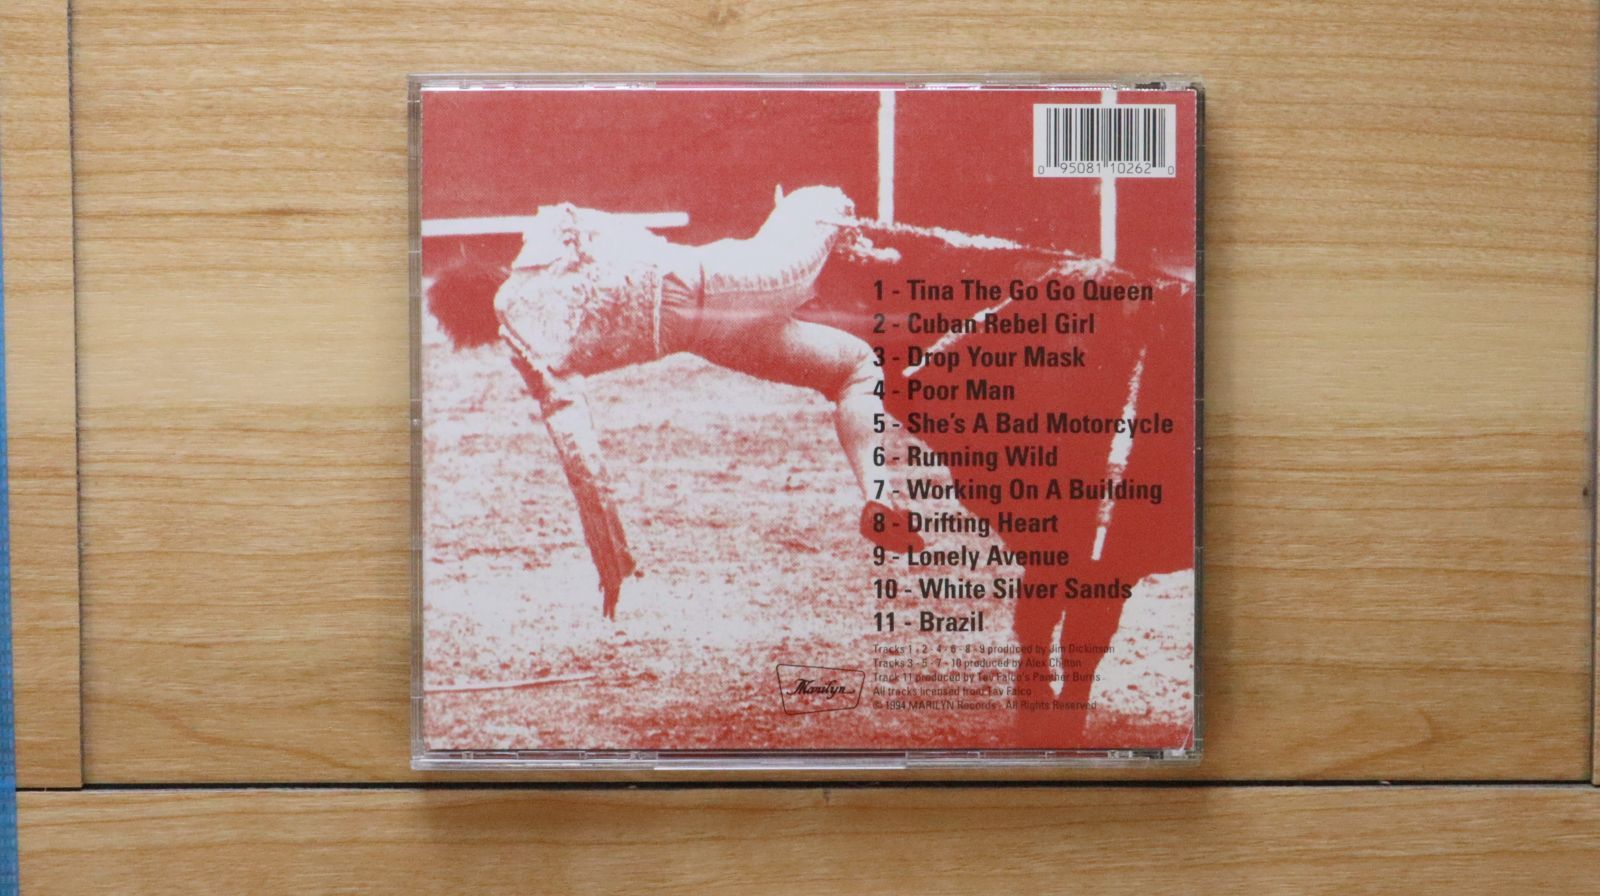 0 95081 10262 0
1 - Tina The Go Go Queen
2 - Cuban Rebel Girl
3 - Drop Your Mask
4 - Poor Man
5 - She's A Bad Motorcycle
6 - Running Wild
7 - Working On A Building
8 - Drifting Heart
9 - Lonely Avenue
10 - White Silver Sands
11 - Brazil
Tracks 1 - 2 - 4 - 6 - 8 - 9 produced by Jim Dickinson
Tracks 3 - 5 - 7 - 10 produced by Alex Chilton
Track 11 produced by Tav Falco's Panther Burns
All tracks licensed from Tav Falco
© 1994 MARILYN Records - All Rights Reserved
Marilyn